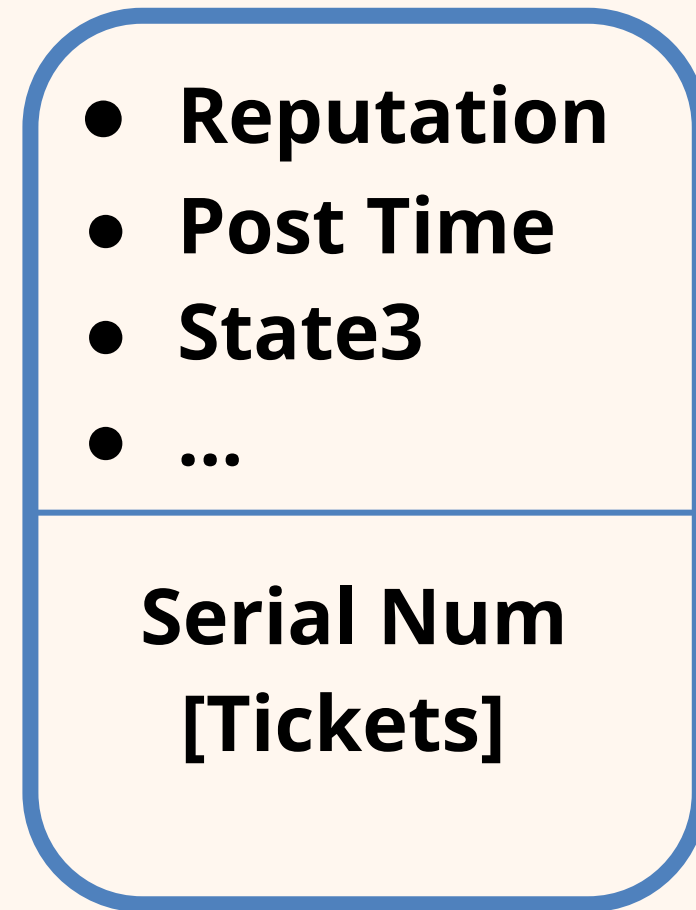 ● Reputation
● Post Time
● State3
● ...
Serial Num
[Tickets]